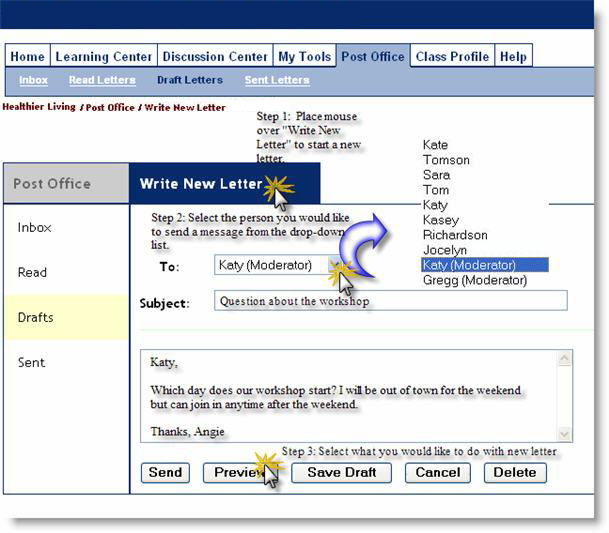 Home Learning Center Discussion Center My Tools Post Office Class Profile Help
Inbox Read Letters Draft Letters Sent Letters
Healthier Living / Post Office / Write New Letter
Step 1: Place mouse
over "Write New
Letter" to start a new
letter.
Kate
Tomson
Sara
Tom
Katy
Kasey
Richardson
Jocelyn
Katy (Moderator)
Gregg (Moderator)
Post Office
Write New Letter
Inbox
Read
Drafts
Sent
Step 2: Select the person you would like
to send a message from the drop-down
list.
To: Katy (Moderator)
Subject: Question about the workshop
Katy,
Which day does our workshop start? I will be out of town for the weekend
but can join in anytime after the weekend.
Thanks, Angie
Step 3: Select what you would like to do with new letter
Send Preview Save Draft Cancel Delete